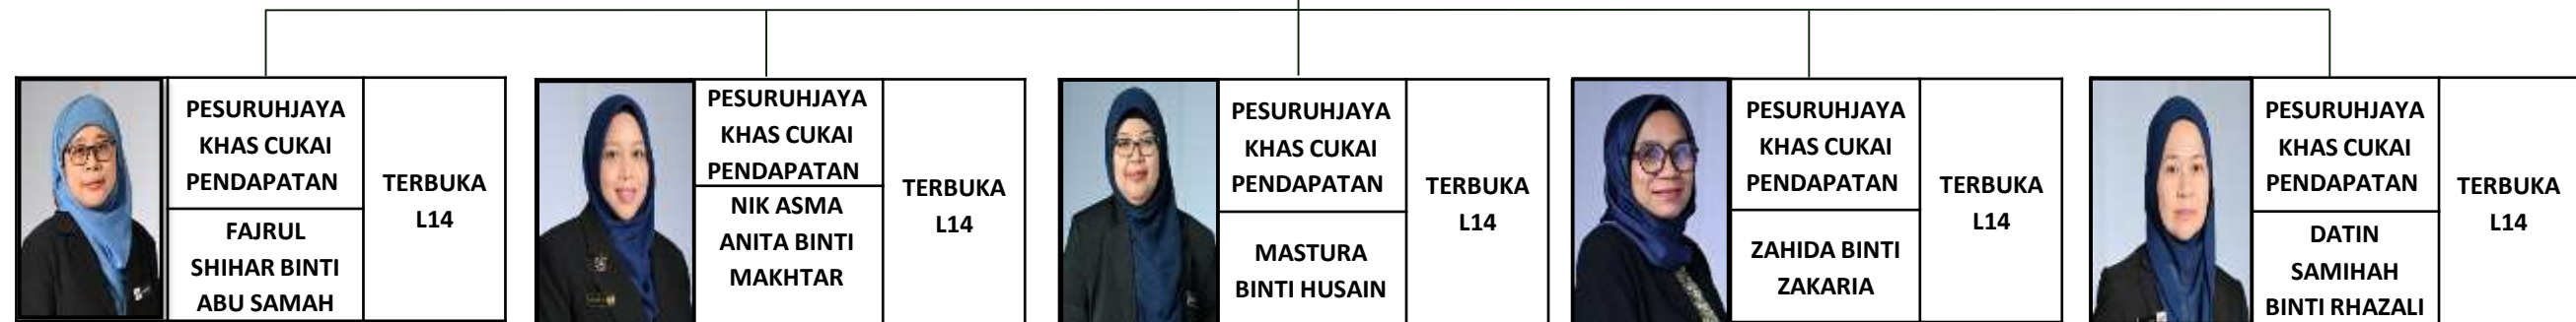 PESURUHJAYA
KHAS CUKAI
PENDAPATAN
FAJRUL
SHIHAR BINTI
ABU SAMAH
TERBUKA
L14
PESURUHJAYA
KHAS CUKAI
PENDAPATAN
NIK ASMA
ANITA BINTI
MAKHTAR
TERBUKA
L14
PESURUHJAYA
KHAS CUKAI
PENDAPATAN
MASTURA
BINTI HUSAIN
TERBUKA
L14
PESURUHJAYA
KHAS CUKAI
PENDAPATAN
ZAHIDA BINTI
ZAKARIA
TERBUKA
L14
PESURUHJAYA
KHAS CUKAI
PENDAPATAN
DATIN
SAMIHAH
BINTI RHAZALI
TERBUKA
L14